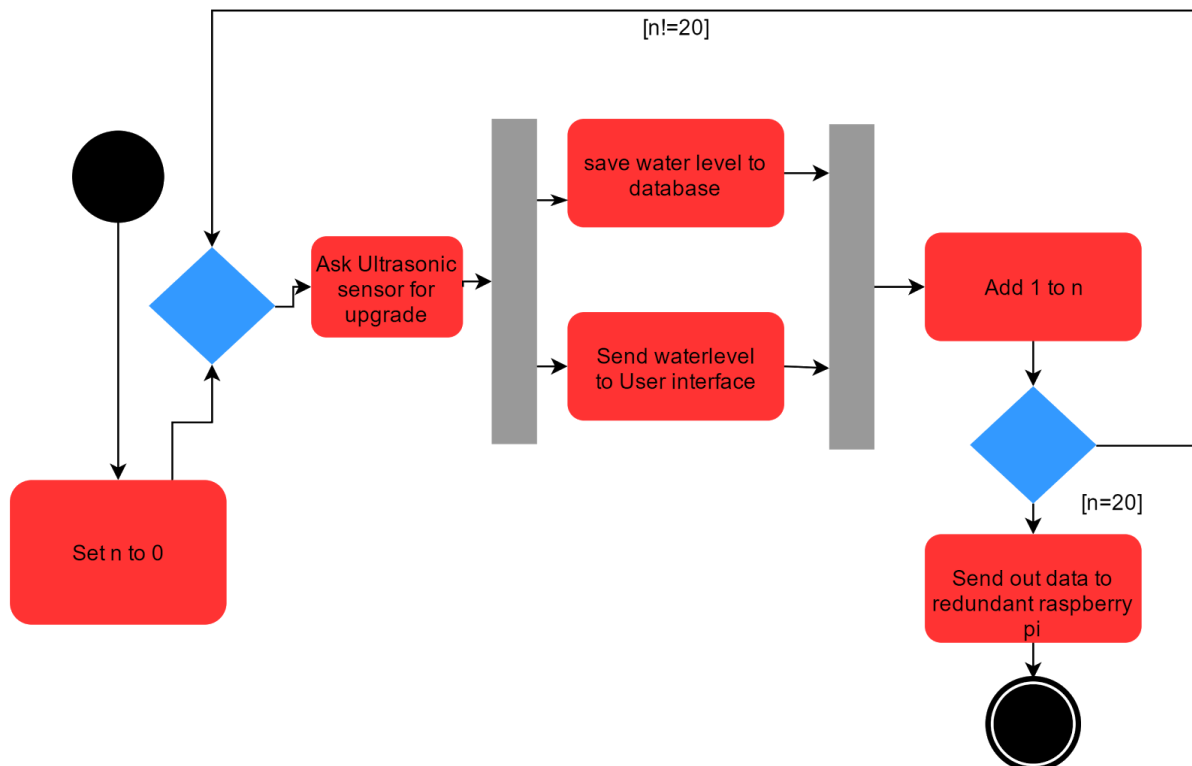 [n!=20]
save water level to
database
Ask Ultrasonic
sensor for
upgrade
Add 1 to n
Send waterlevel
to User interface
[n=20]
Set n to 0
Send out data to
redundant raspberry
pi